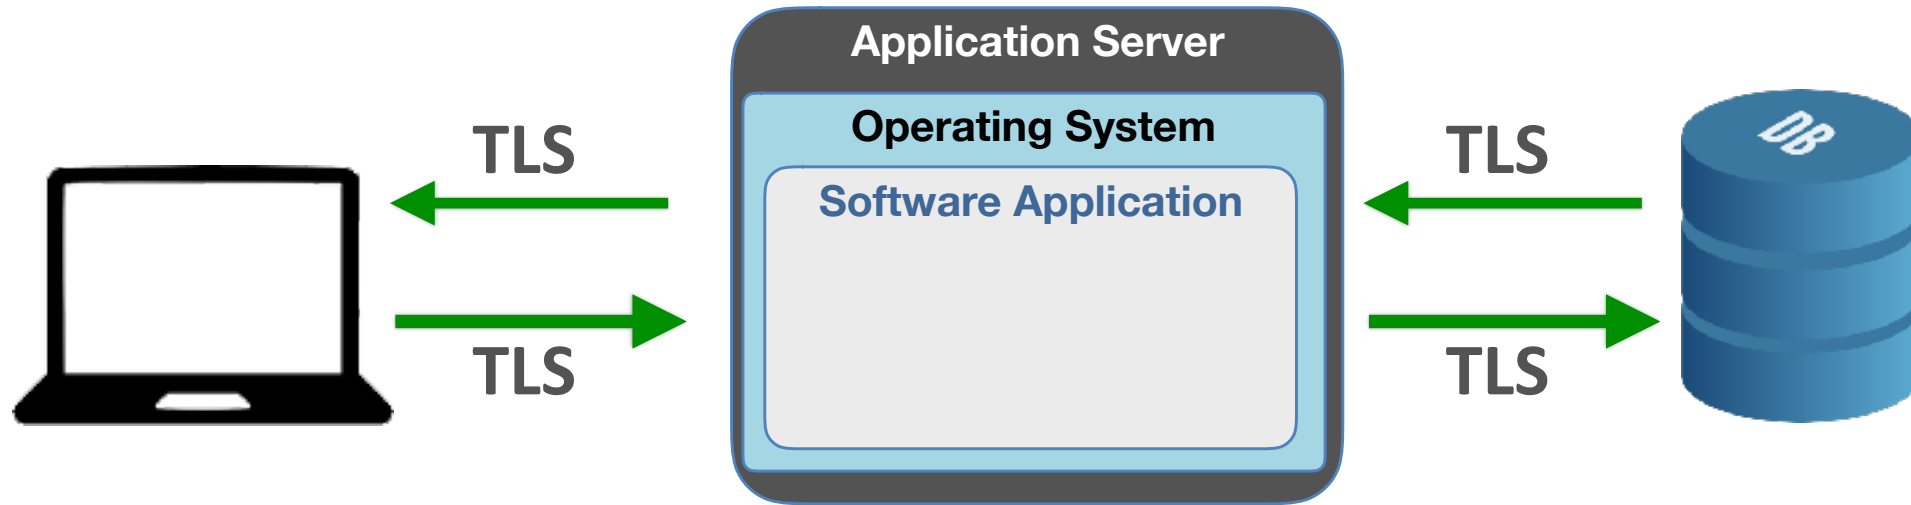 Application Server
Operating System
Software Application
TLS
TLS
TLS
TLS
DB